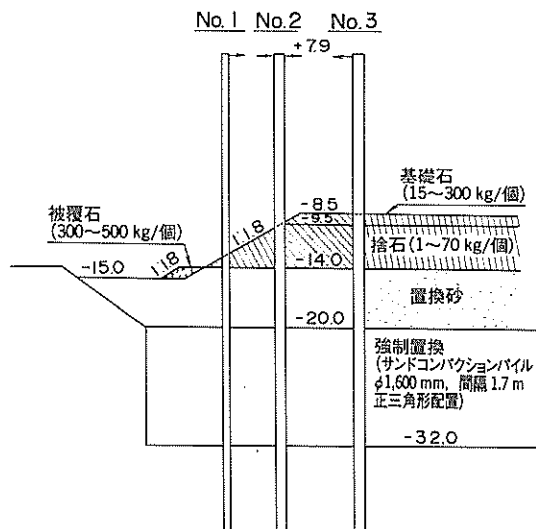 No.1 No.2 No.3
+7.9
被覆石
(300～500 kg/個)
基礎石
(15～300 kg/個)
-8.5
-9.5
1:1.8
1:1.8
捨石(1～70 kg/個)
-15.0
-14.0
置換砂
-20.0
強制置換
(サンドコンパクションパイル
φ1,600 mm, 間隔 1.7 m
正三角形配置)
-32.0